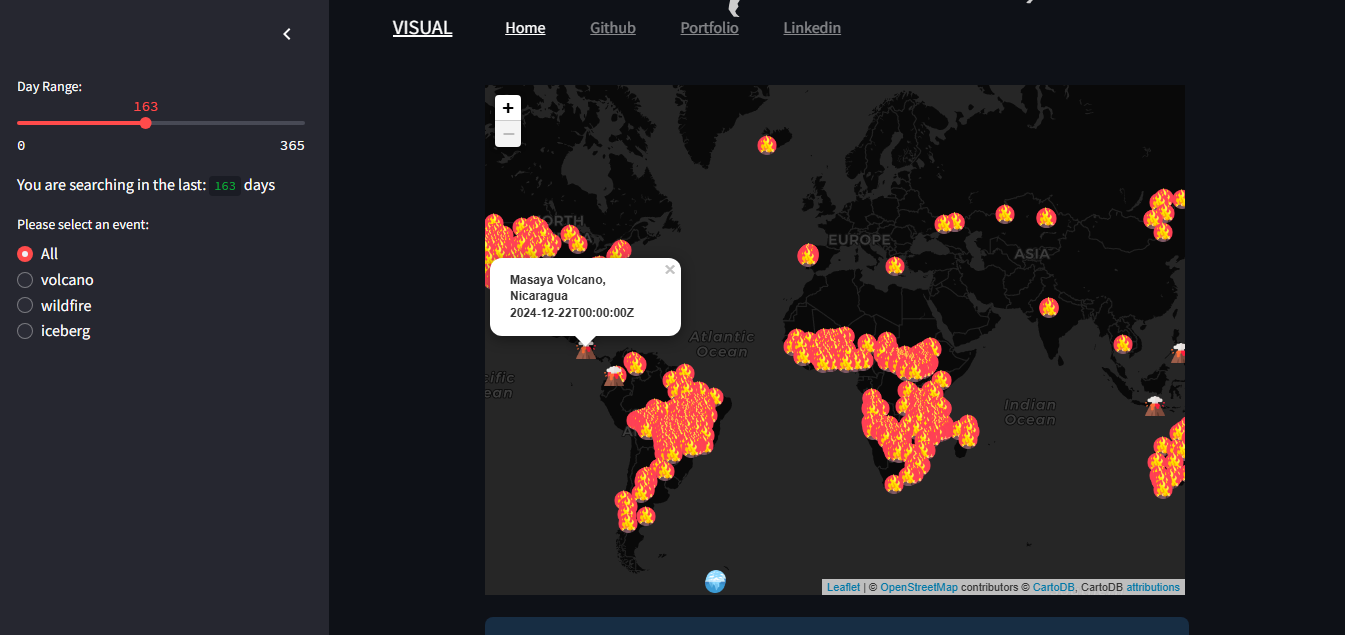 VISUAL Home Github Portfolio Linkedin
Day Range:
163
0 365
You are searching in the last: 163 days
Please select an event:
All
volcano
wildfire
iceberg
+
−
NORTH
EUROPE
ASIA
×
Masaya Volcano,
Nicaragua
2024-12-22T00:00:00Z
Atlantic
Ocean
Indian
Ocean
Leaflet | © OpenStreetMap contributors © CartoDB, CartoDB attributions